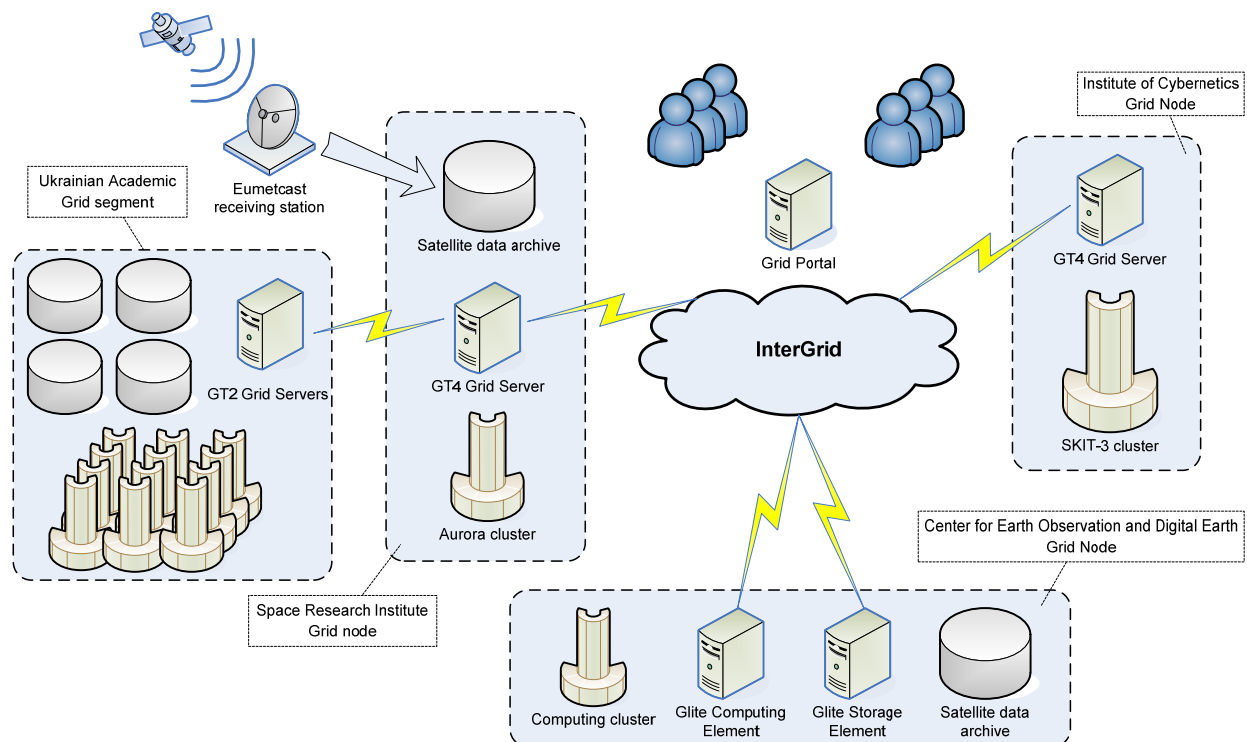 Institute of Cybernetics
Grid Node
Ukrainian Academic
Grid segment
Eumetcast
receiving station
Satellite data archive
Grid Portal
GT4 Grid Server
InterGrid
GT2 Grid Servers
GT4 Grid Server
SKIT-3 cluster
Aurora cluster
Center for Earth Observation and Digital Earth
Grid Node
Space Research Institute
Grid node
Computing cluster
Glite Computing
Element
Glite Storage
Element
Satellite data
archive